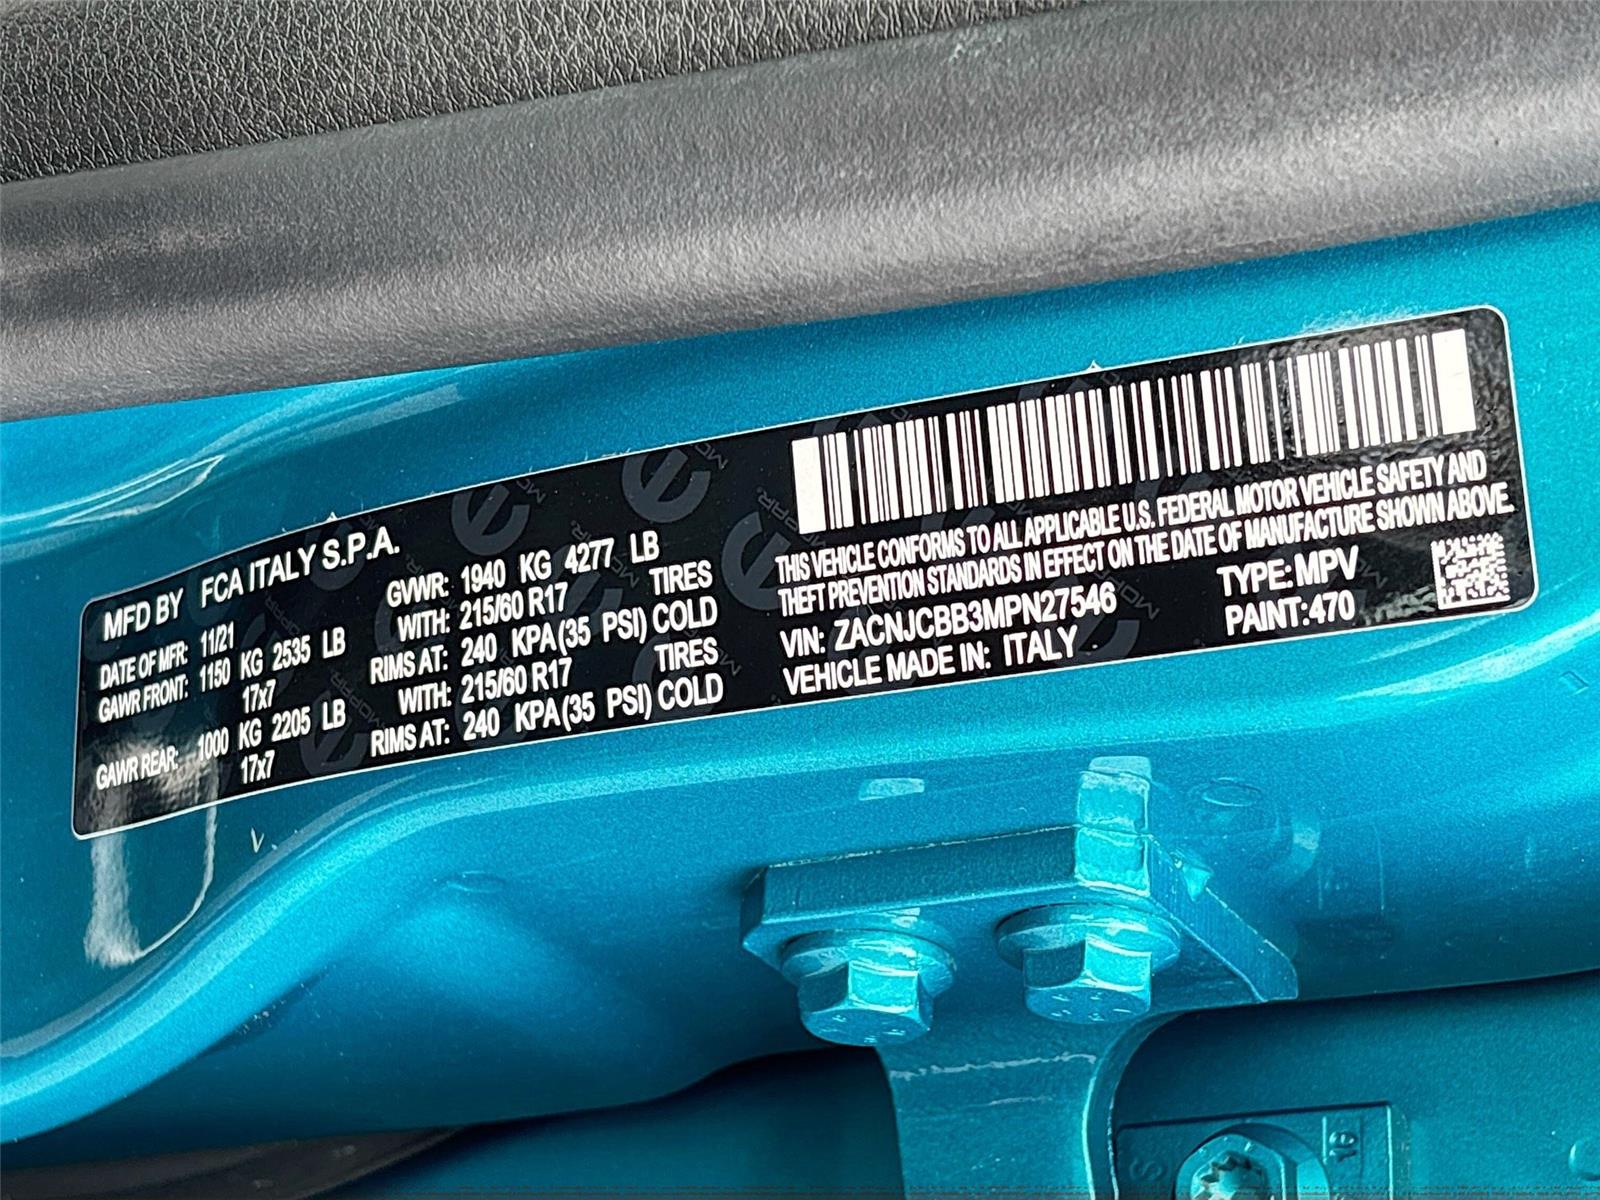 MFD BY FCA ITALY S.P.A.
DATE OF MFR: 11/21 GVWR: 1940 KG 4277 LB
GAWR FRONT: 1150 KG 2535 LB WITH: 215/60 R17 TIRES
17x7 RIMS AT: 240 KPA(35 PSI) COLD
GAWR REAR: 1000 KG 2205 LB WITH: 215/60 R17 TIRES
17x7 RIMS AT: 240 KPA(35 PSI) COLD
THIS VEHICLE CONFORMS TO ALL APPLICABLE U.S. FEDERAL MOTOR VEHICLE SAFETY AND
THEFT PREVENTION STANDARDS IN EFFECT ON THE DATE OF MANUFACTURE SHOWN ABOVE.
VIN: ZACNJCBB3MPN27546 TYPE: MPV
VEHICLE MADE IN: ITALY PAINT:470
MOPAR